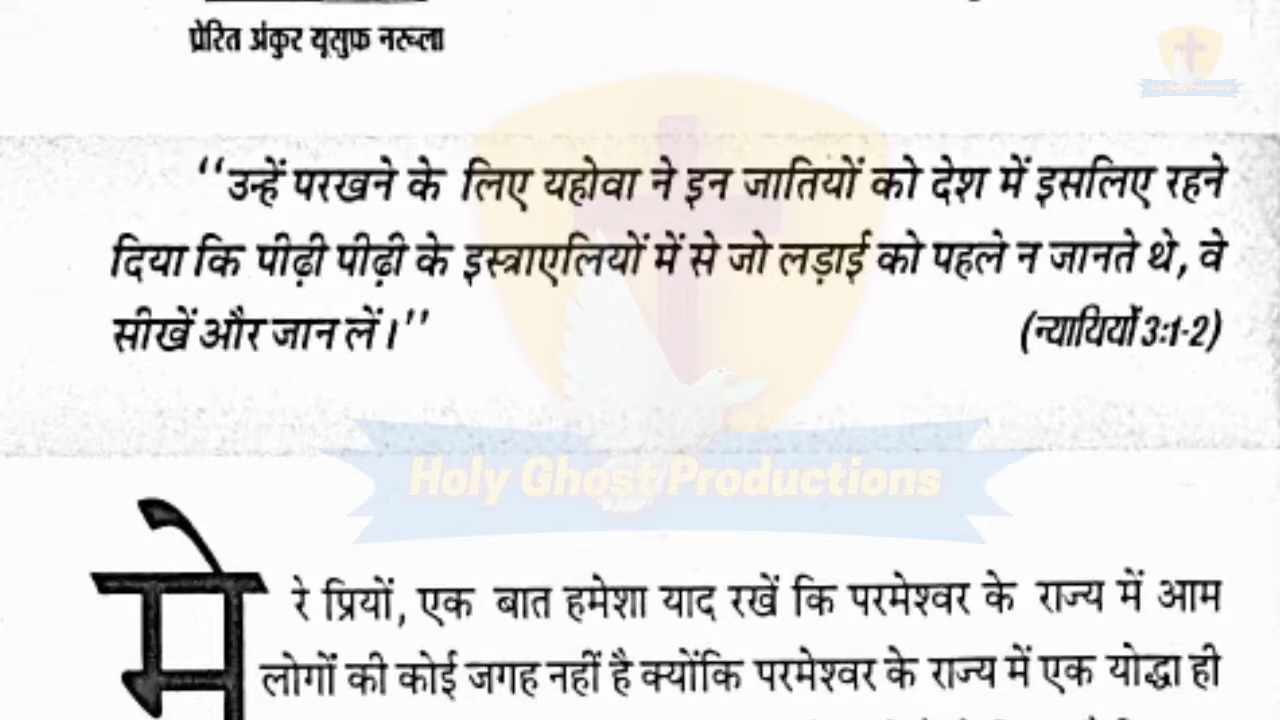 प्रेरित अंकुर यूसुफ नरूला
‘‘उन्हें परखने के लिए यहोवा ने इन जातियों को देश में इसलिए रहने
दिया कि पीढ़ी पीढ़ी के इस्त्राएलियों में से जो लड़ाई को पहले न जानते थे, वे
सीखें और जान लें।’’ (न्यायियों 3:1-2)
Holy Ghost Productions
मेरे प्रियों, एक बात हमेशा याद रखें कि परमेश्वर के राज्य में आम
लोगों की कोई जगह नहीं है क्योंकि परमेश्वर के राज्य में एक योद्धा ही